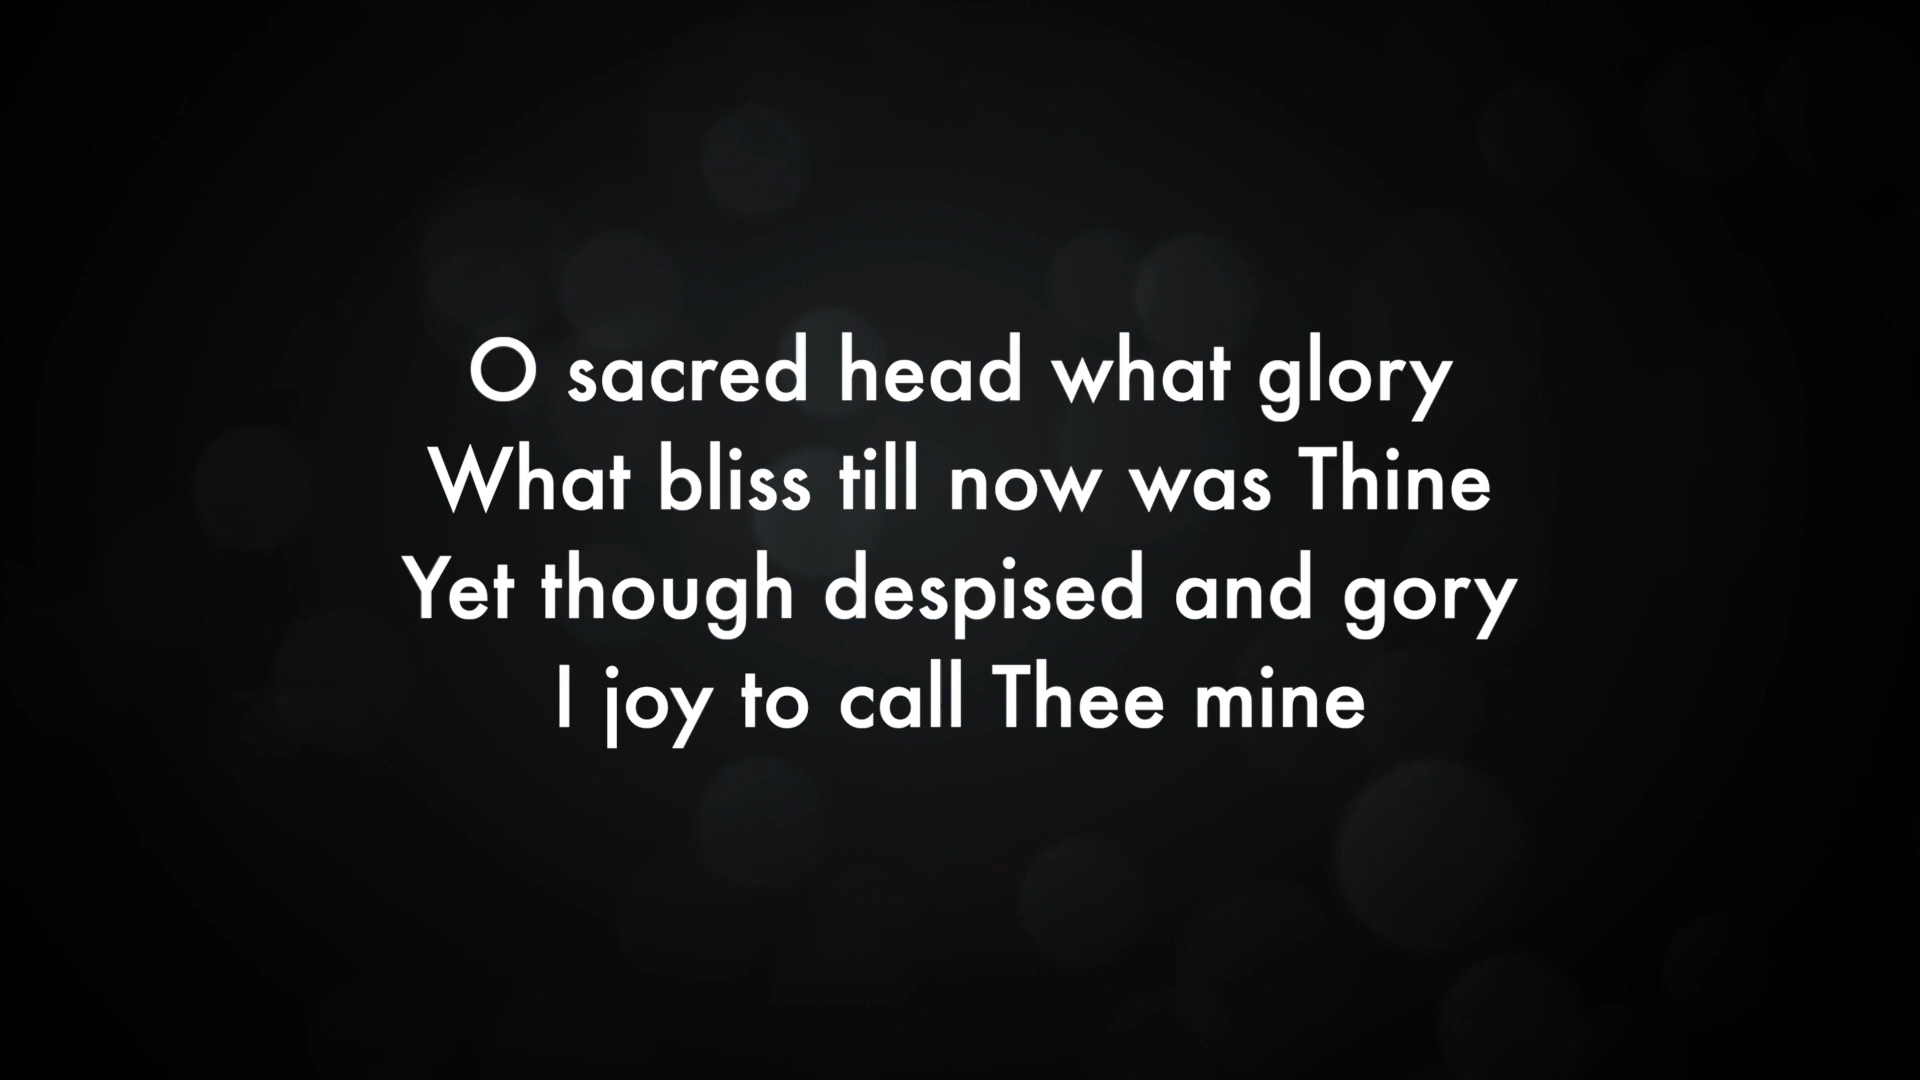 O sacred head what glory
What bliss till now was Thine
Yet though despised and gory
I joy to call Thee mine